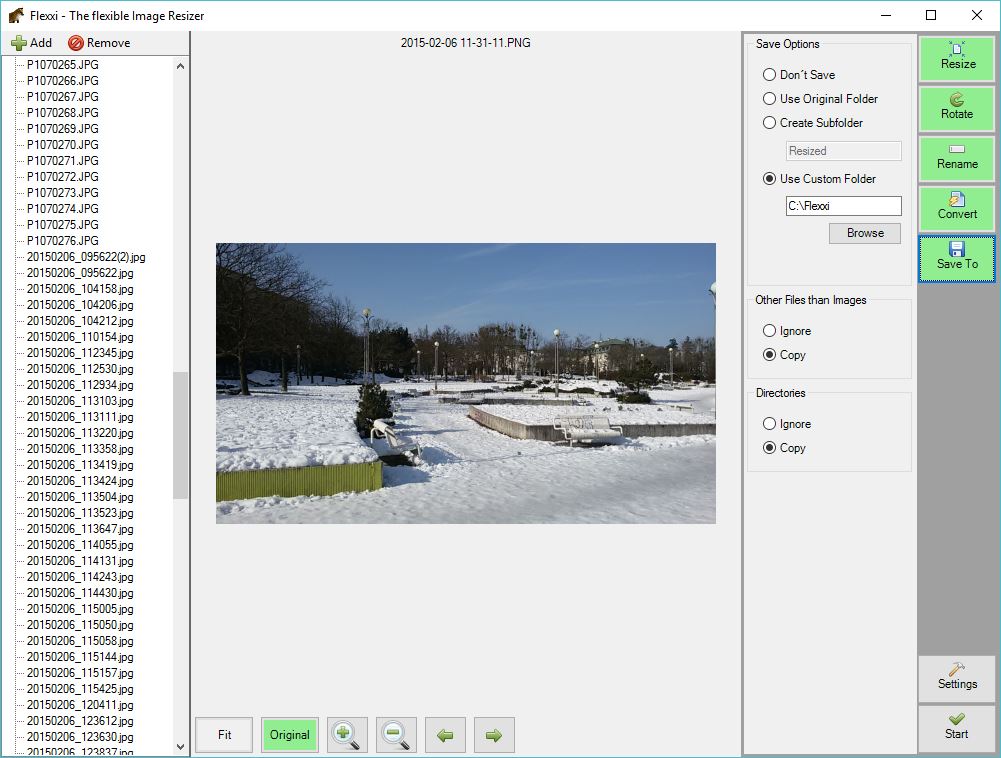 Flexxi - The flexible Image Resizer
Add Remove
P1070265.JPG
P1070266.JPG
P1070267.JPG
P1070268.JPG
P1070269.JPG
P1070270.JPG
P1070271.JPG
P1070272.JPG
P1070273.JPG
P1070274.JPG
P1070275.JPG
P1070276.JPG
20150206_095622(2).jpg
20150206_095622.jpg
20150206_104158.jpg
20150206_104206.jpg
20150206_104212.jpg
20150206_110154.jpg
20150206_112345.jpg
20150206_112530.jpg
20150206_112934.jpg
20150206_113103.jpg
20150206_113111.jpg
20150206_113220.jpg
20150206_113358.jpg
20150206_113419.jpg
20150206_113424.jpg
20150206_113504.jpg
20150206_113523.jpg
20150206_113647.jpg
20150206_114055.jpg
20150206_114131.jpg
20150206_114243.jpg
20150206_114430.jpg
20150206_115005.jpg
20150206_115050.jpg
20150206_115058.jpg
20150206_115144.jpg
20150206_115157.jpg
20150206_115425.jpg
20150206_120411.jpg
20150206_123612.jpg
20150206_123630.jpg
20150206_123837.jpg
2015-02-06 11-31-11.PNG
Fit Original
Save Options
Don´t Save
Use Original Folder
Create Subfolder
Resized
Use Custom Folder
C:\Flexxi
Browse
Other Files than Images
Ignore
Copy
Directories
Ignore
Copy
Resize
Rotate
Rename
Convert
Save To
Settings
Start